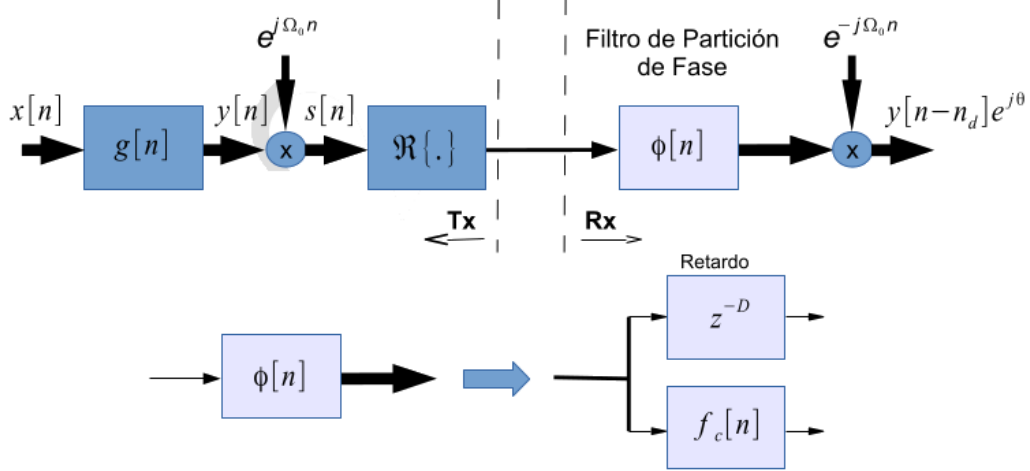 e^{jΩ₀n}
Filtro de Partición
de Fase
e^{-jΩ₀n}
x[n]
g[n]
y[n]
x
s[n]
ℜ{.}
ϕ[n]
x
y[n-n_d]e^{jθ}
Tx
Rx
Retardo
z^{-D}
ϕ[n]
f_c[n]